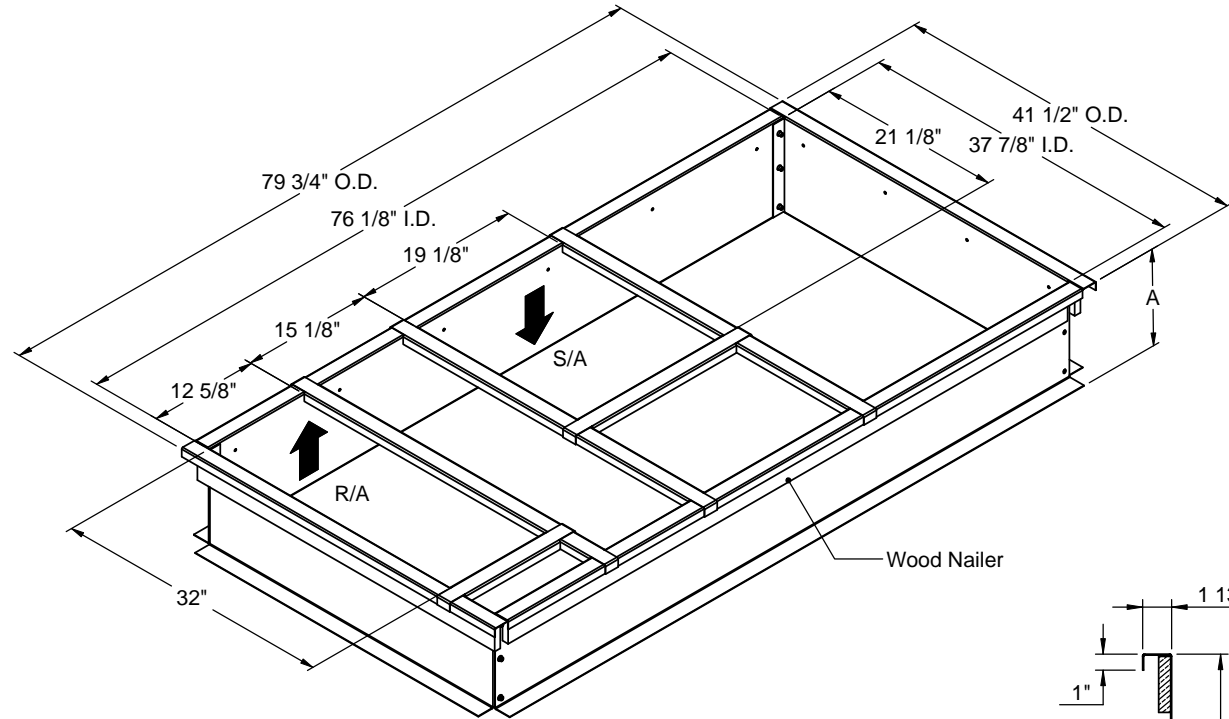 41 1/2" O.D.
37 7/8" I.D.
21 1/8"
79 3/4" O.D.
76 1/8" I.D.
19 1/8"
15 1/8"
12 5/8"
A
S/A
R/A
Wood Nailer
32"
1"